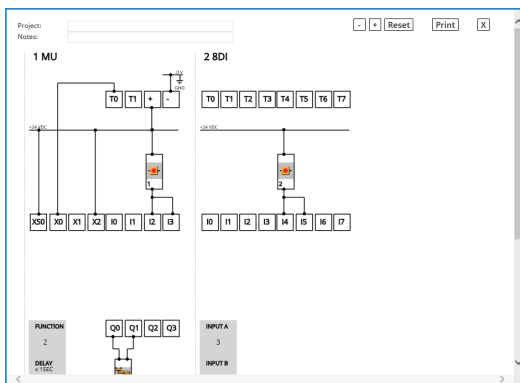 Project:
- + Reset Print X
Notes:
1 MU
2 8DI
0 V
GND
T0 T1 + -
T0 T1 T2 T3 T4 T5 T6 T7
+24 VDC
+24 VDC
1
2
XS0 X0 X1 X2 I0 I1 I2 I3
I0 I1 I2 I3 I4 I5 I6 I7
FUNCTION
2
DELAY
x 1SEC
Q0 Q1 Q2 Q3
INPUT A
3
INPUT B